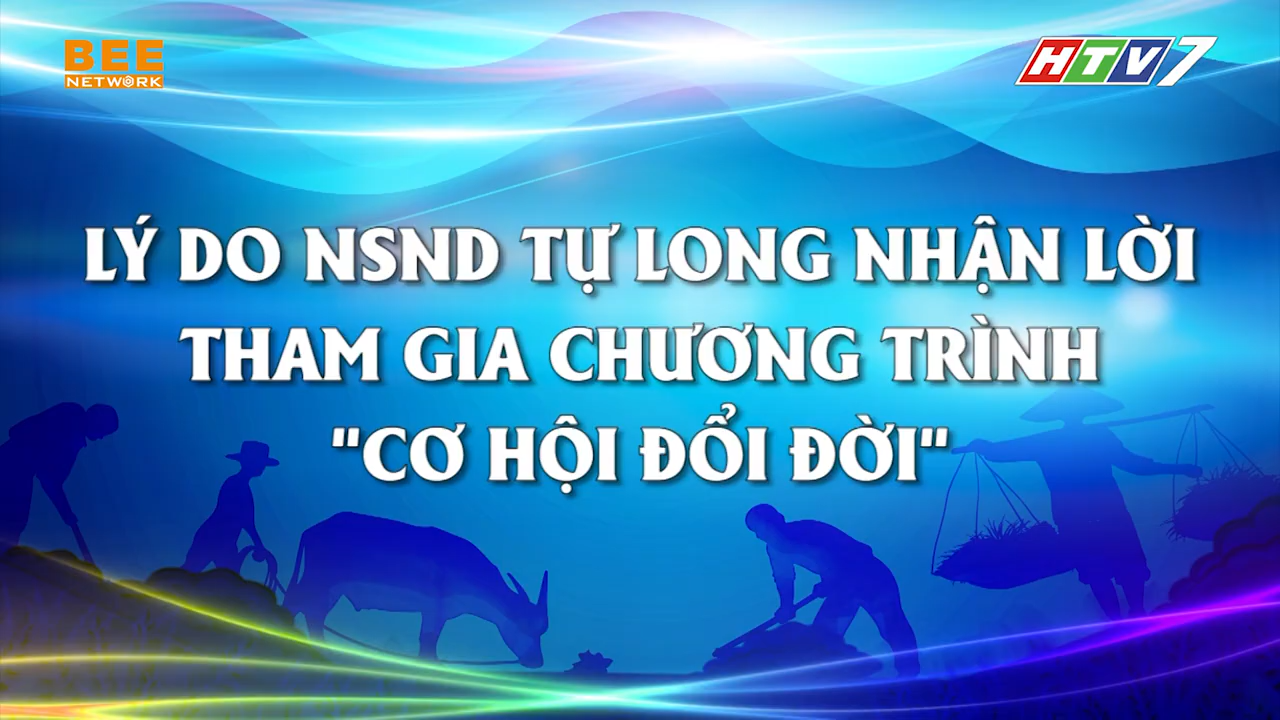 BEE
NETWORK
HTV7
LÝ DO NSND TỰ LONG NHẬN LỜI
THAM GIA CHƯƠNG TRÌNH
"CƠ HỘI ĐỔI ĐỜI"